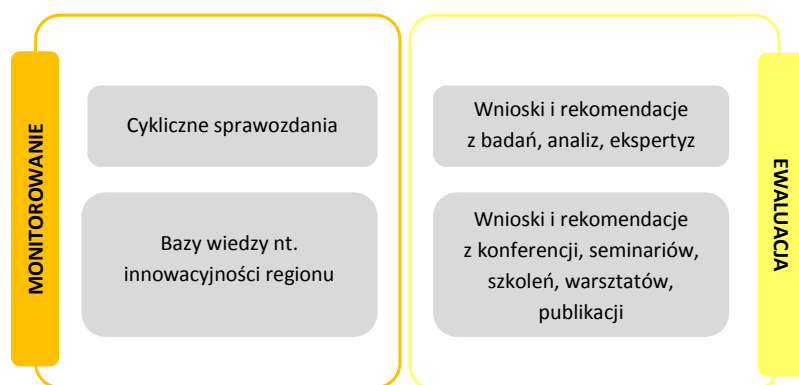 MONITOROWANIE
Cykliczne sprawozdania
Bazy wiedzy nt.
innowacyjności regionu
Wnioski i rekomendacje
z badań, analiz, ekspertyz
Wnioski i rekomendacje
z konferencji, seminariów,
szkoleń, warsztatów,
publikacji
EWALUACJA